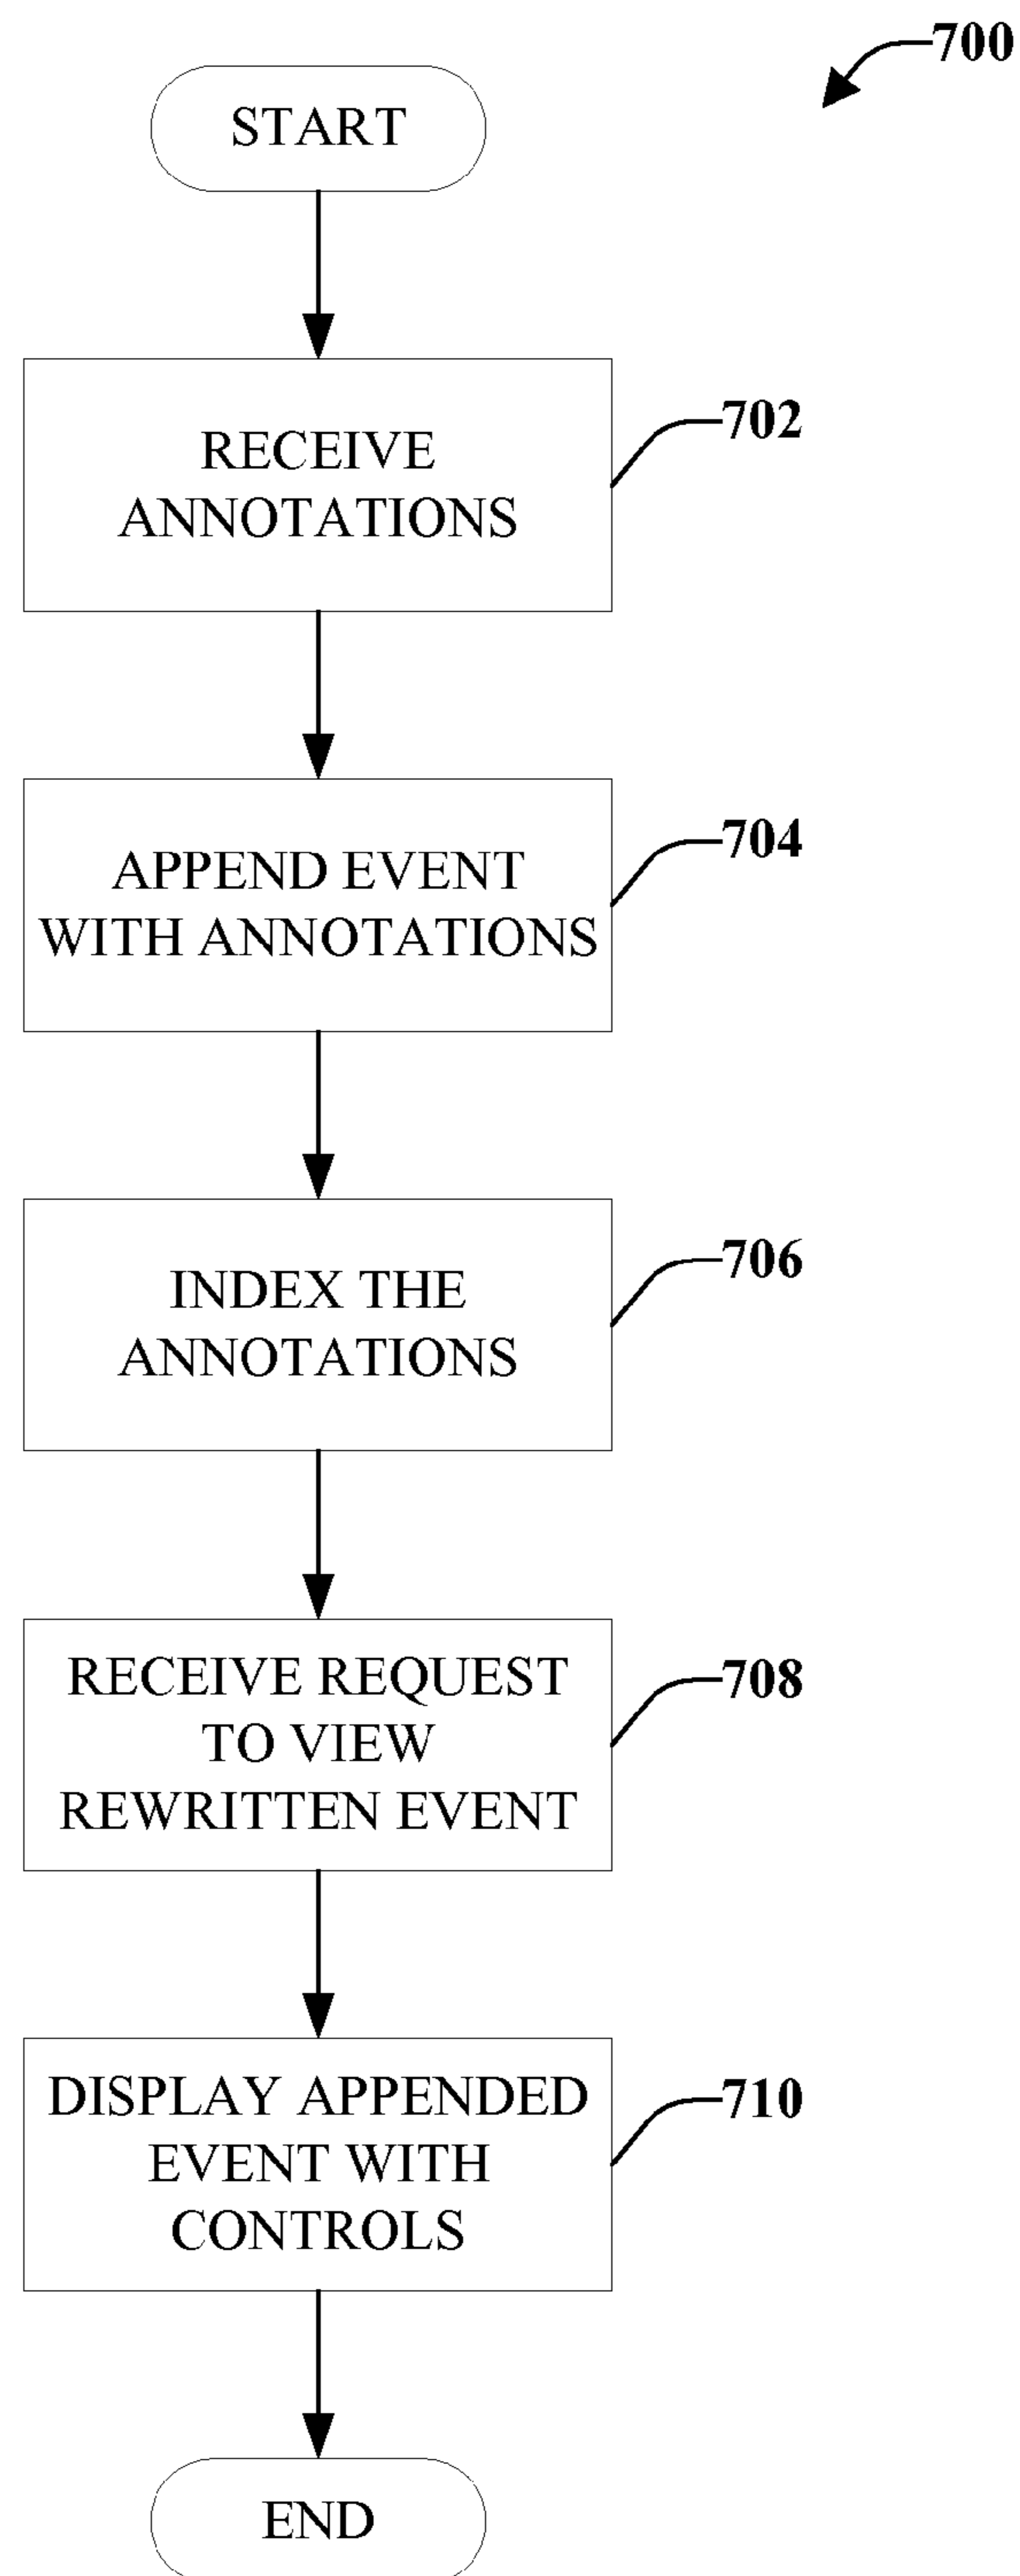 700
START
702
RECEIVE
ANNOTATIONS
704
APPEND EVENT
WITH ANNOTATIONS
706
INDEX THE
ANNOTATIONS
708
RECEIVE REQUEST
TO VIEW
REWRITTEN EVENT
710
DISPLAY APPENDED
EVENT WITH
CONTROLS
END